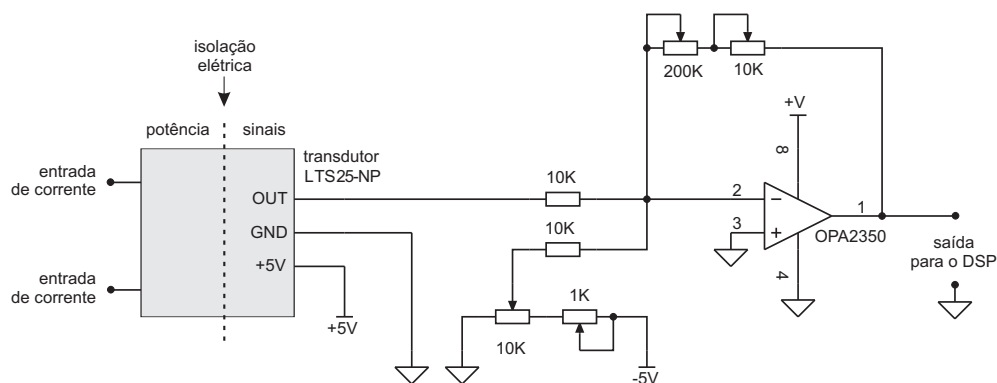 isolação
elétrica
potência
sinais
entrada
de corrente
transdutor
LTS25-NP
OUT
GND
+5V
entrada
de corrente
+5V
10K
10K
10K
1K
-5V
200K
10K
+V
8
2
3
1
4
OPA2350
saída
para o DSP